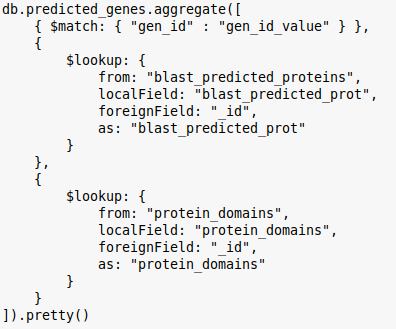 db.predicted_genes.aggregate([
    { $match: { "gen_id" : "gen_id_value" } },
    {
        $lookup: {
            from: "blast_predicted_proteins",
            localField: "blast_predicted_prot",
            foreignField: "_id",
            as: "blast_predicted_prot"
        }
    },
    {
        $lookup: {
            from: "protein_domains",
            localField: "protein_domains",
            foreignField: "_id",
            as: "protein_domains"
        }
    }
]).pretty()